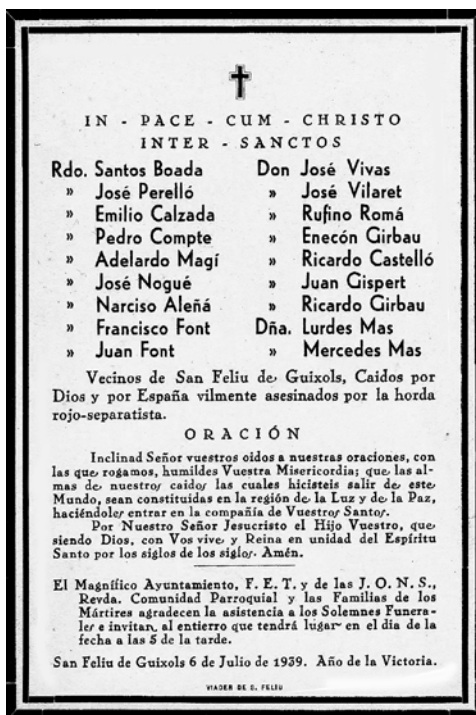 IN - PACE - CUM - CHRISTO
INTER - SANCTOS
Rdo. Santos Boada
» José Perelló
» Emilio Calzada
» Pedro Compte
» Adelardo Magí
» José Nogué
» Narciso Aleñá
» Francisco Font
» Juan Font
Don José Vivas
» José Vilaret
» Rufino Romá
» Enecón Girbau
» Ricardo Castelló
» Juan Gispert
» Ricardo Girbau
Dña. Lurdes Mas
» Mercedes Mas
Vecinos de San Feliu de Guixols, Caidos por
Dios y por España vilmente asesinados por la horda
rojo-separatista.
ORACIÓN
Inclinad Señor vuestros oidos a nuestras oraciones, con
las que rogamos, humildes Vuestra Misericordia; que las al-
mas de nuestros caidos las cuales hicisteis salir de este
Mundo, sean constituidas en la región de la Luz y de la Paz,
haciéndoles entrar en la compañía de Vuestros Santos.
Por Nuestro Señor Jesucristo el Hijo Vuestro, que
siendo Dios, con Vos vive y Reina en unidad del Espíritu
Santo por los siglos de los siglos. Amén.
El Magnífico Ayuntamiento, F. E. T. y de las J. O. N. S.,
Revda. Comunidad Parroquial y las Familias de los
Mártires agradecen la asistencia a los Solemnes Funera-
les e invitan al entierro que tendrá lugar en el dia de la
fecha a las 5 de la tarde.
San Feliu de Guixols 6 de Julio de 1939. Año de la Victoria.
VIADER DE S. FELIU